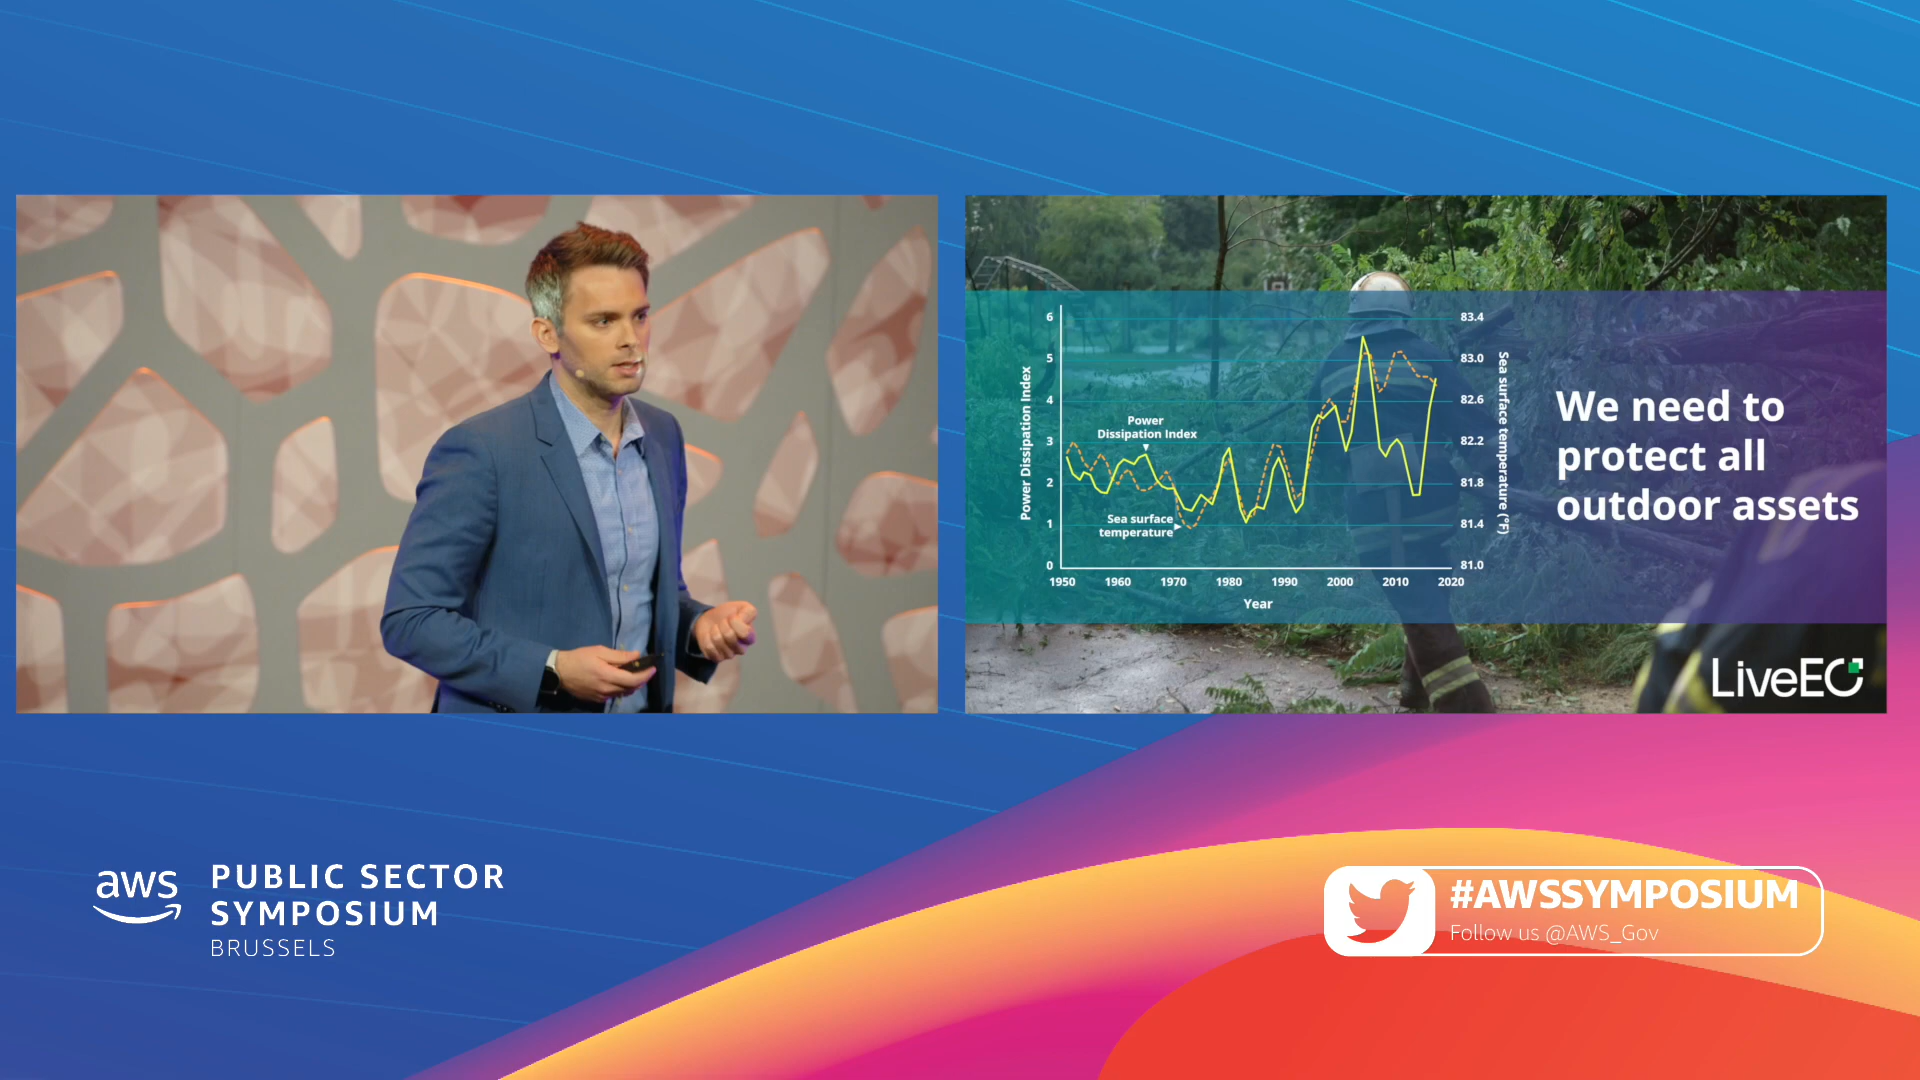 6
5
4
3
2
1
0
Power Dissipation Index
Power
Dissipation Index
Sea surface
temperature
83.4
83.0
82.6
82.2
81.8
81.4
81.0
Sea surface temperature (°F)
1950 1960 1970 1980 1990 2000 2010 2020
Year
We need to
protect all
outdoor assets
LiveEO
aws
PUBLIC SECTOR
SYMPOSIUM
BRUSSELS
#AWSSYMPOSIUM
Follow us @AWS_Gov